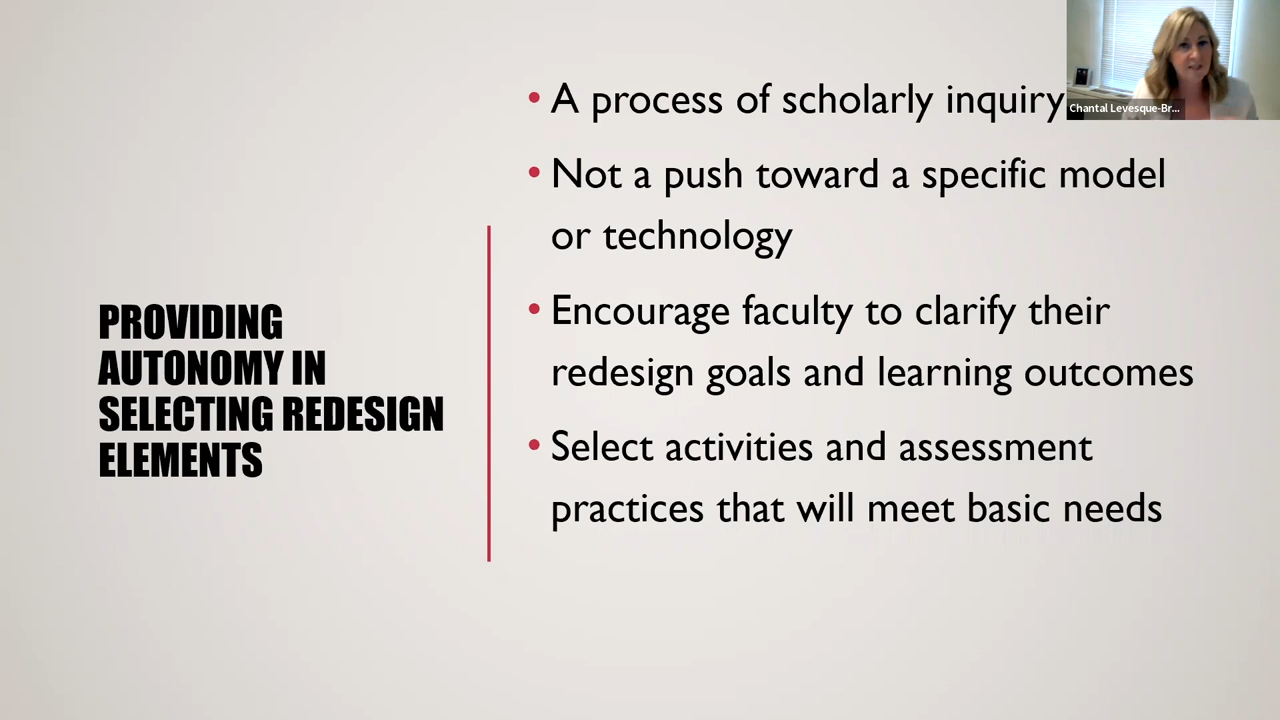 PROVIDING
AUTONOMY IN
SELECTING REDESIGN
ELEMENTS
• A process of scholarly inquiry
• Not a push toward a specific model
or technology
• Encourage faculty to clarify their
redesign goals and learning outcomes
• Select activities and assessment
practices that will meet basic needs
Chantal Levesque-Br...